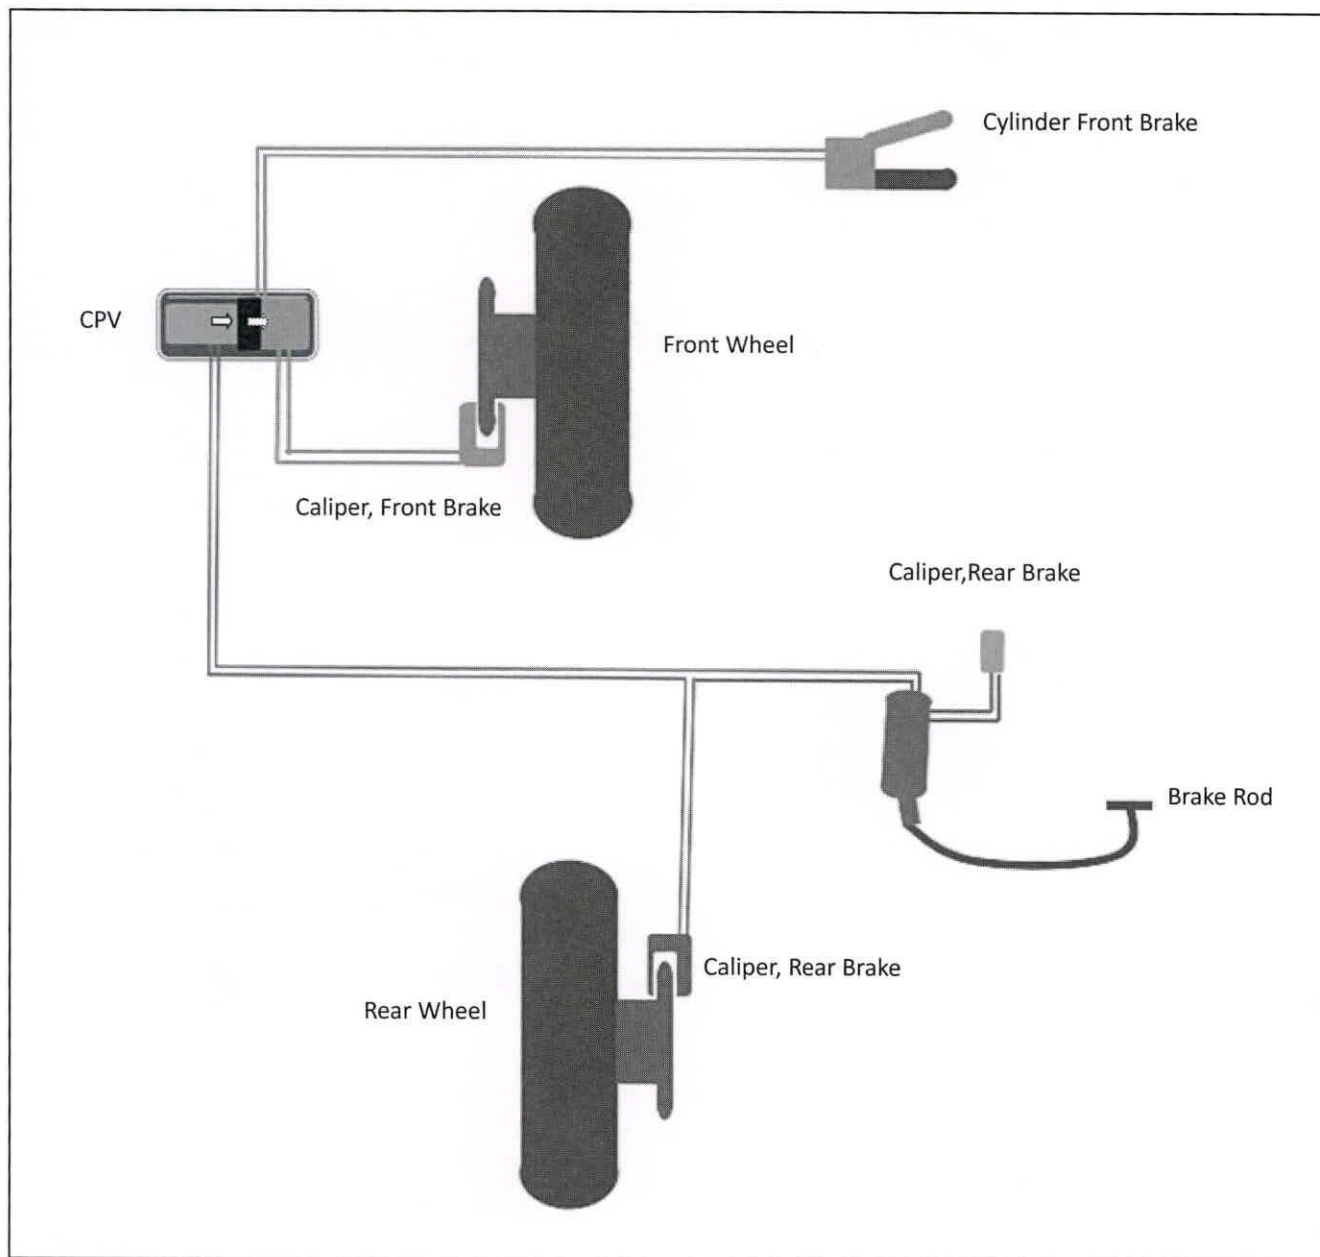 Cylinder Front Brake
CPV
Front Wheel
Caliper, Front Brake
Caliper,Rear Brake
Brake Rod
Caliper, Rear Brake
Rear Wheel